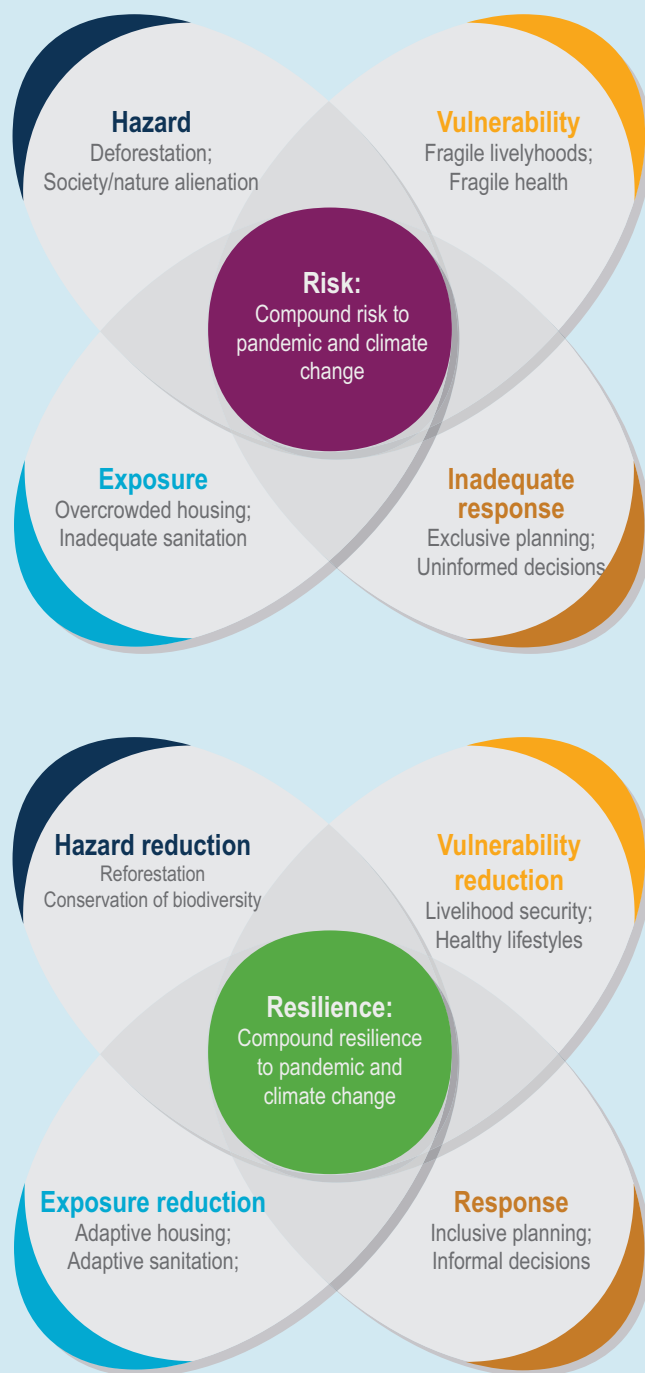 Hazard
Deforestation;
Society/nature alienation
Vulnerability
Fragile livelyhoods;
Fragile health
Risk:
Compound risk to
pandemic and climate
change
Exposure
Overcrowded housing;
Inadequate sanitation
Inadequate
response
Exclusive planning;
Uninformed decisions
Hazard reduction
Reforestation
Conservation of biodiversity
Vulnerability
reduction
Livelihood security;
Healthy lifestyles
Resilience:
Compound resilience
to pandemic and
climate change
Exposure reduction
Adaptive housing;
Adaptive sanitation;
Response
Inclusive planning;
Informal decisions